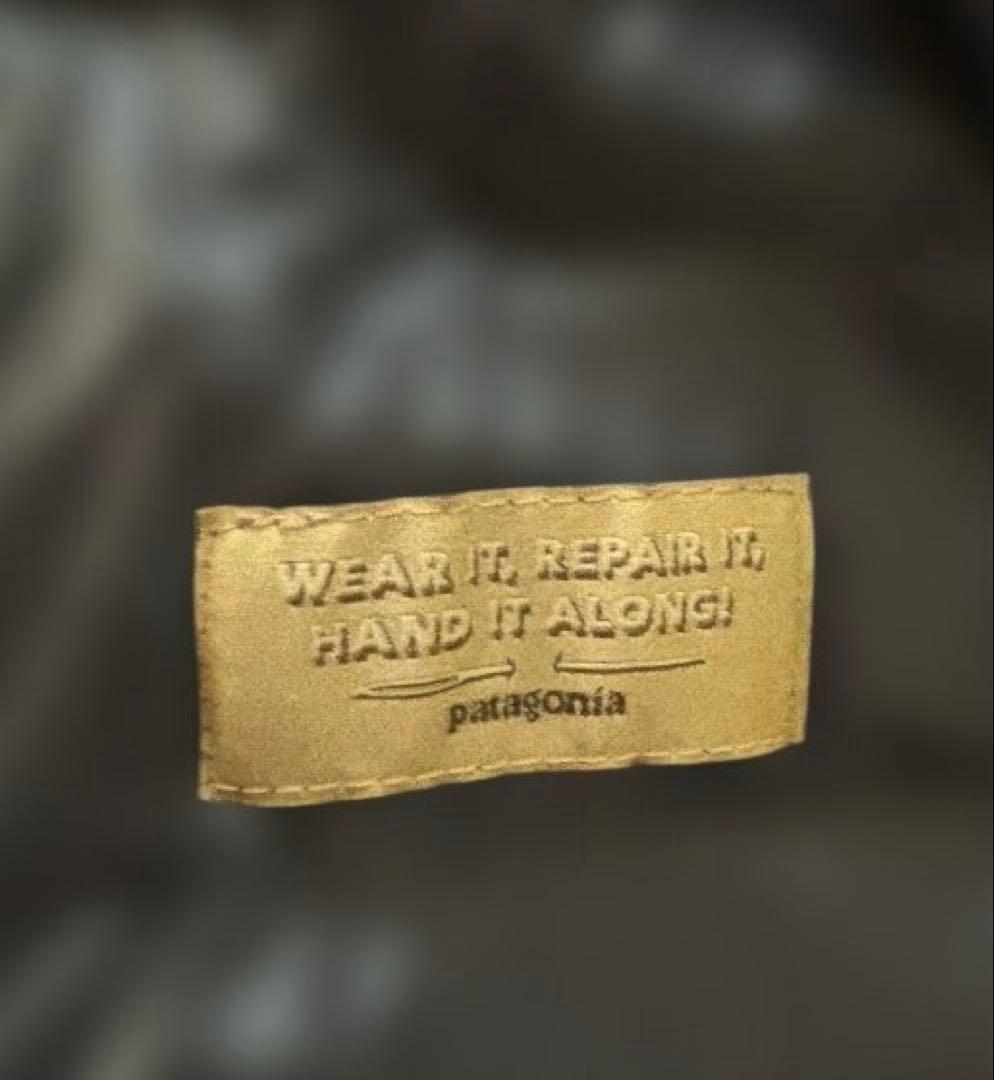 WEAR IT, REPAIR IT,
HAND IT ALONG!
patagonia